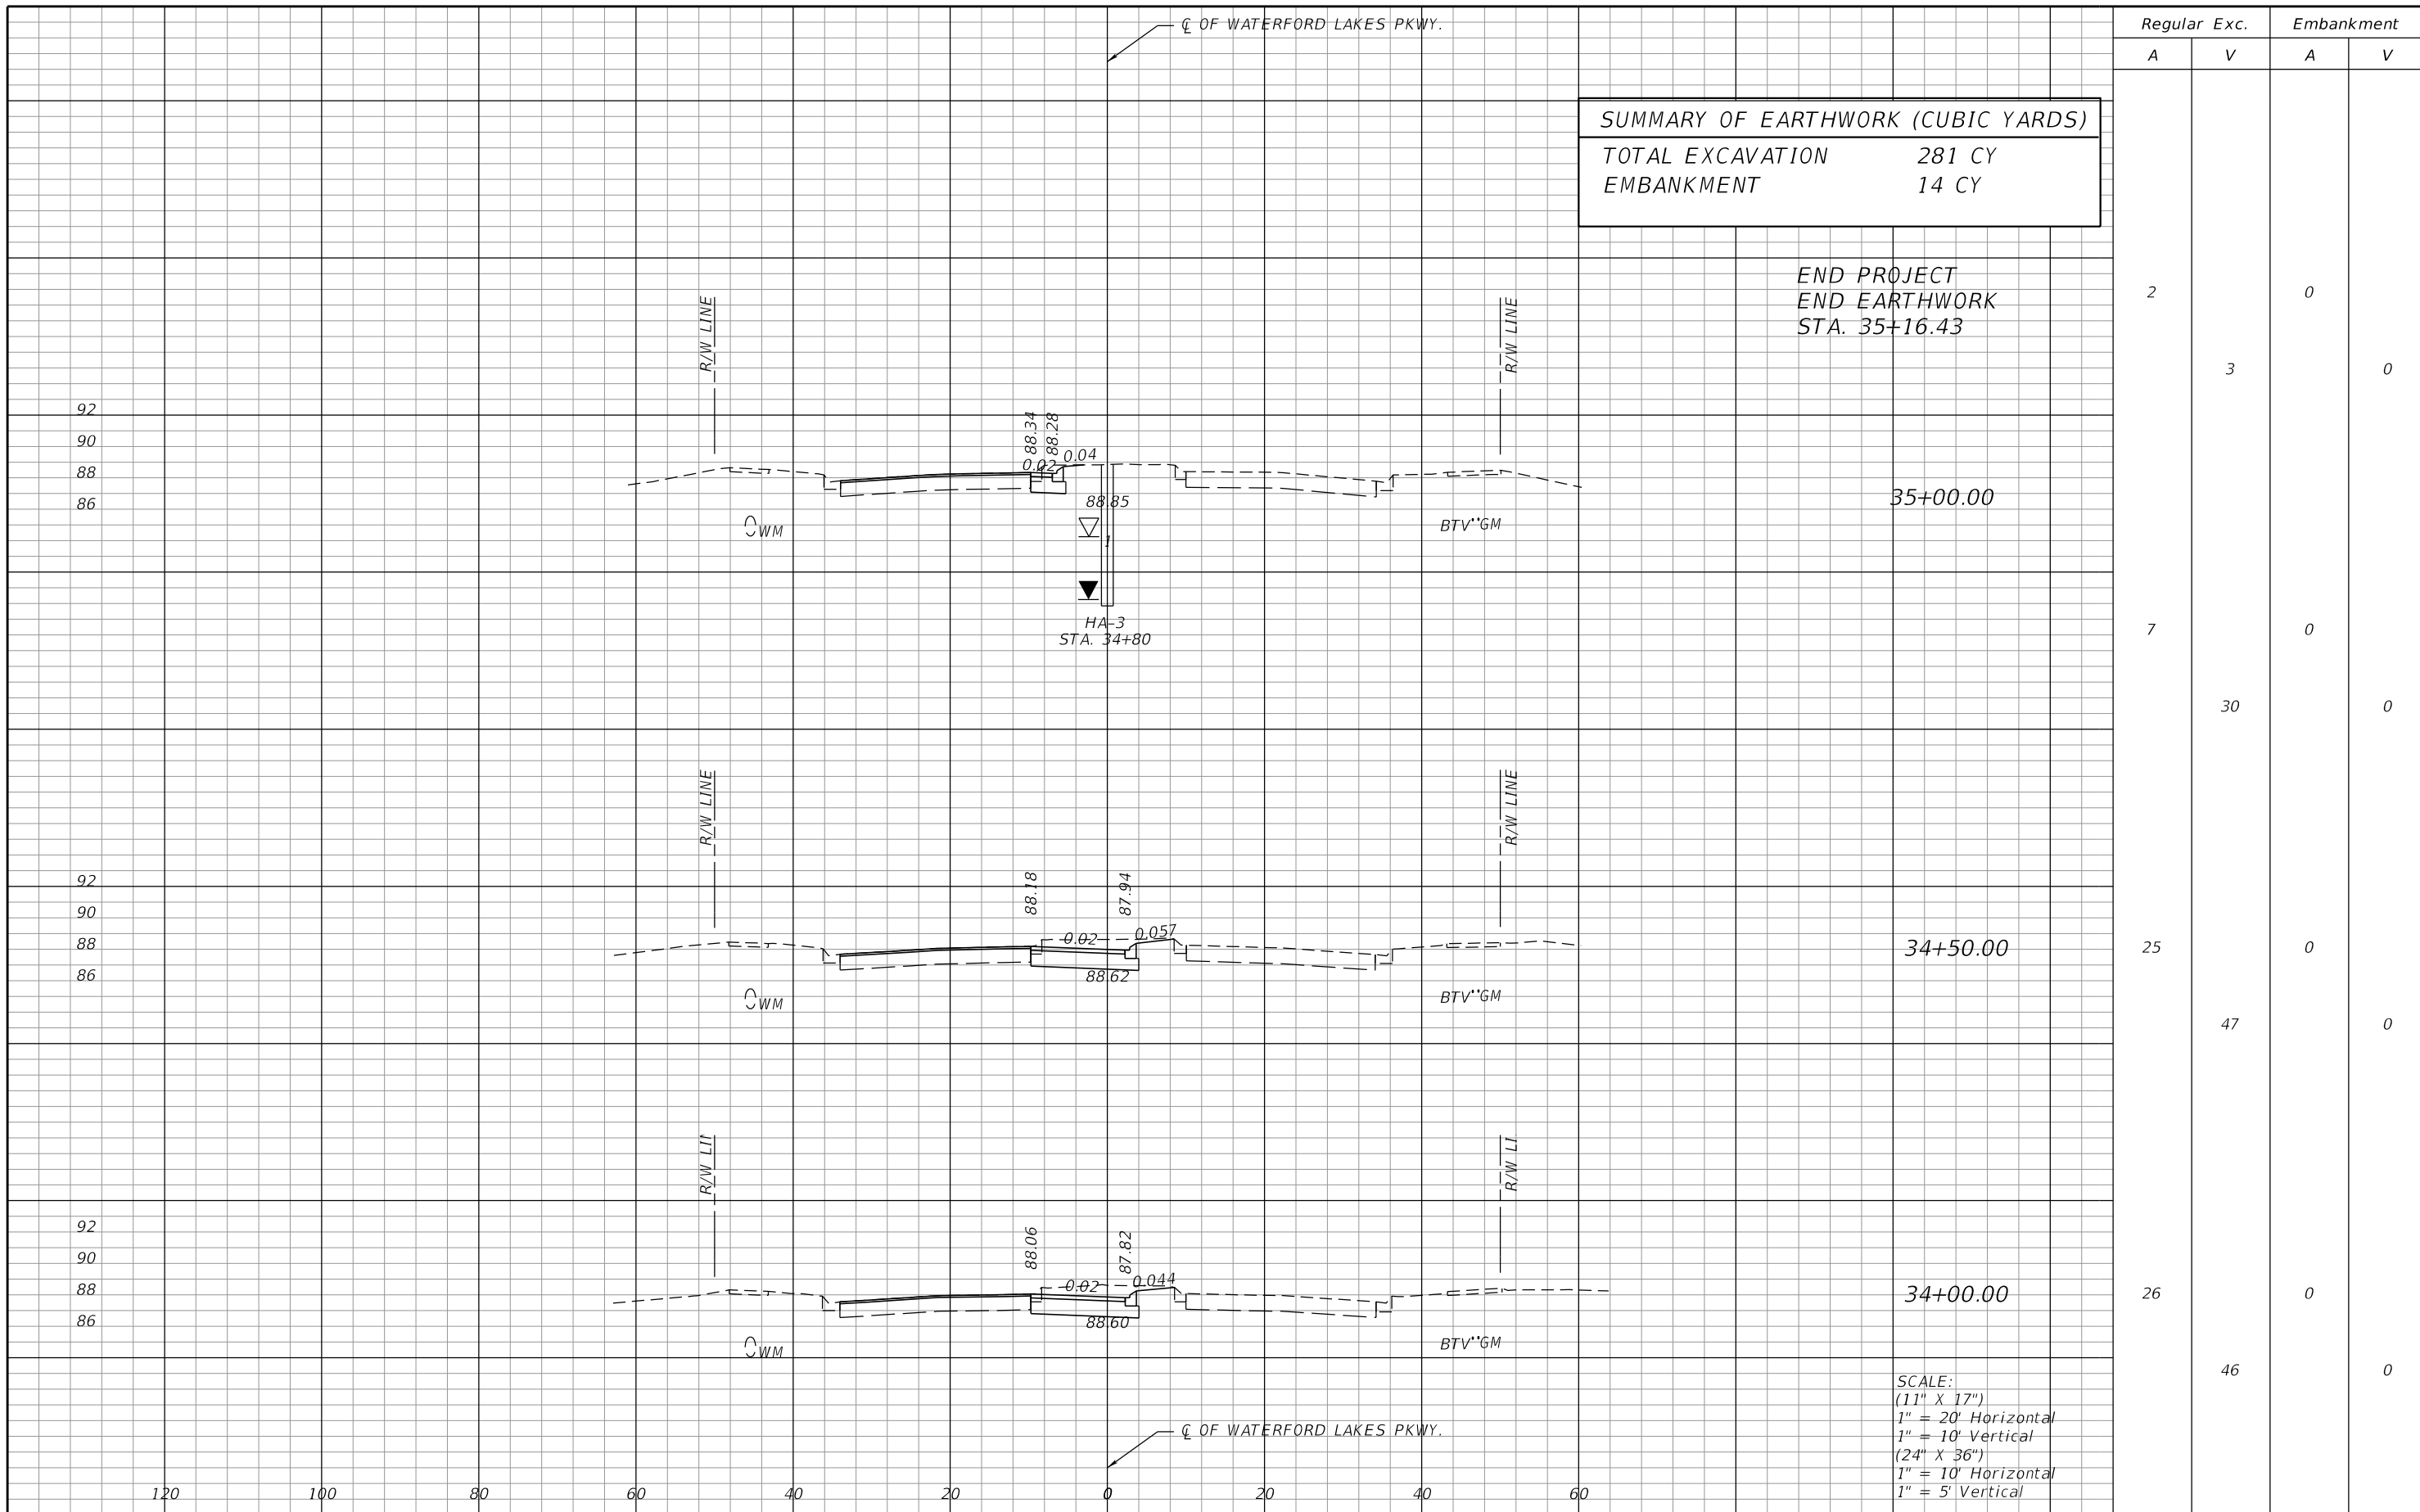 ℄ OF WATERFORD LAKES PKWY.
Regular Exc. Embankment
A V A V
SUMMARY OF EARTHWORK (CUBIC YARDS)
TOTAL EXCAVATION 281 CY
EMBANKMENT 14 CY
END PROJECT
END EARTHWORK
STA. 35+16.43
2 0
3 0
R/W LINE
R/W LINE
92
90
88
86
88.34
88.28
0.02
0.04
88.85
35+00.00
WM
BTV GM
1
HA-3
STA. 34+80
7 0
30 0
R/W LINE
R/W LINE
92
90
88
86
88.18
87.94
0.02
0.057
88.62
34+50.00
25 0
WM
BTV GM
47 0
R/W LI
R/W LI
92
90
88
86
88.06
87.82
0.02
0.044
88.60
34+00.00
26 0
WM
BTV GM
46 0
SCALE:
(11" X 17")
1" = 20' Horizontal
1" = 10' Vertical
(24" X 36")
1" = 10' Horizontal
1" = 5' Vertical
℄ OF WATERFORD LAKES PKWY.
120 100 80 60 40 20 0 20 40 60